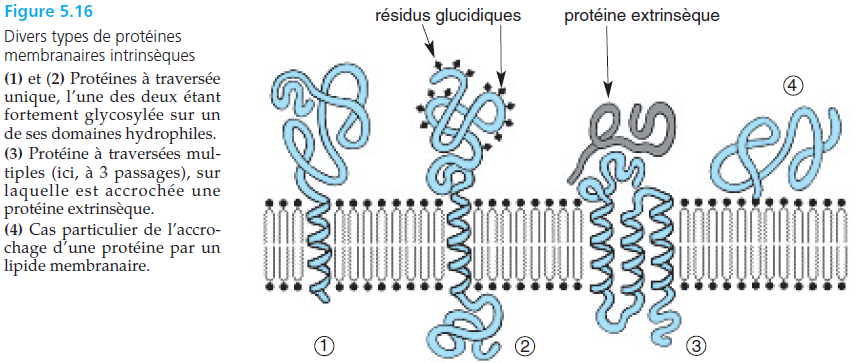 Figure 5.16
Divers types de protéines
membranaires intrinsèques
(1) et (2) Protéines à traversée
unique, l'une des deux étant
fortement glycosylée sur un
de ses domaines hydrophiles.
(3) Protéine à traversées mul-
tiples (ici, à 3 passages), sur
laquelle est accrochée une
protéine extrinsèque.
(4) Cas particulier de l'accro-
chage d'une protéine par un
lipide membranaire.
résidus glucidiques
protéine extrinsèque
④
①
②
③